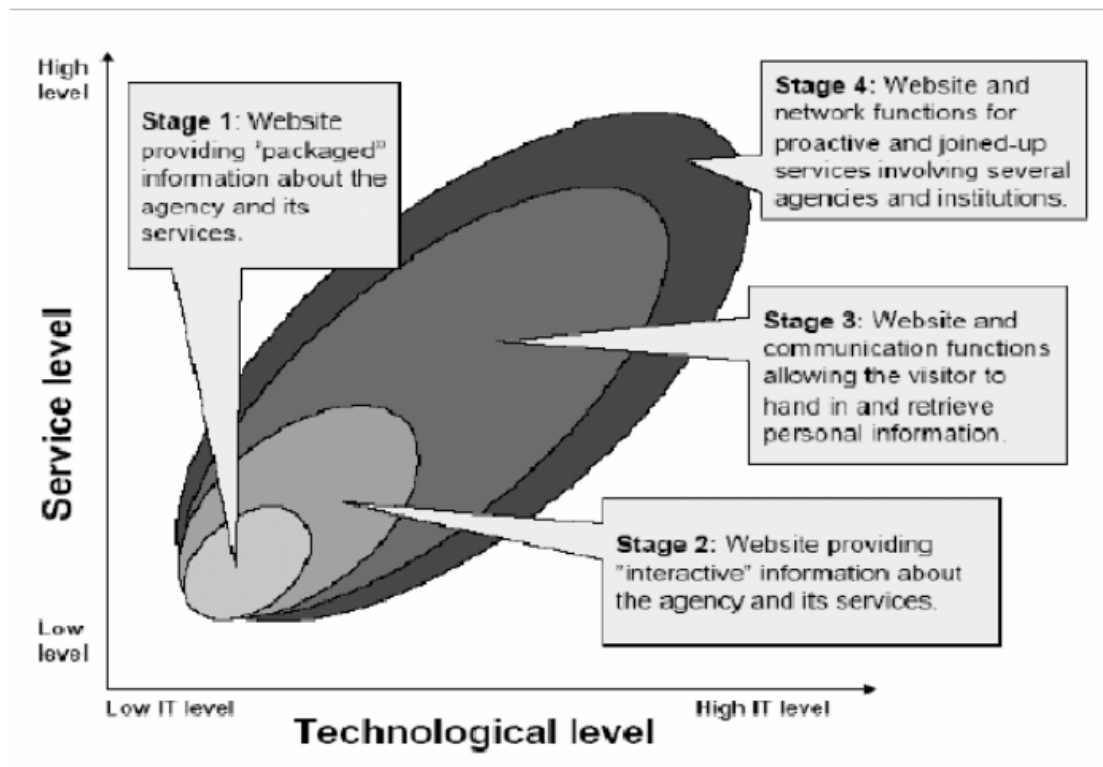 High
level
Stage 1: Website
providing "packaged"
information about the
agency and its
services.
Stage 4: Website and
network functions for
proactive and joined-up
services involving several
agencies and institutions.
Stage 3: Website and
communication functions
allowing the visitor to
hand in and retrieve
personal information.
Stage 2: Website providing
"interactive" information about
the agency and its services.
Service level
Low
level
Low IT level
High IT level
Technological level